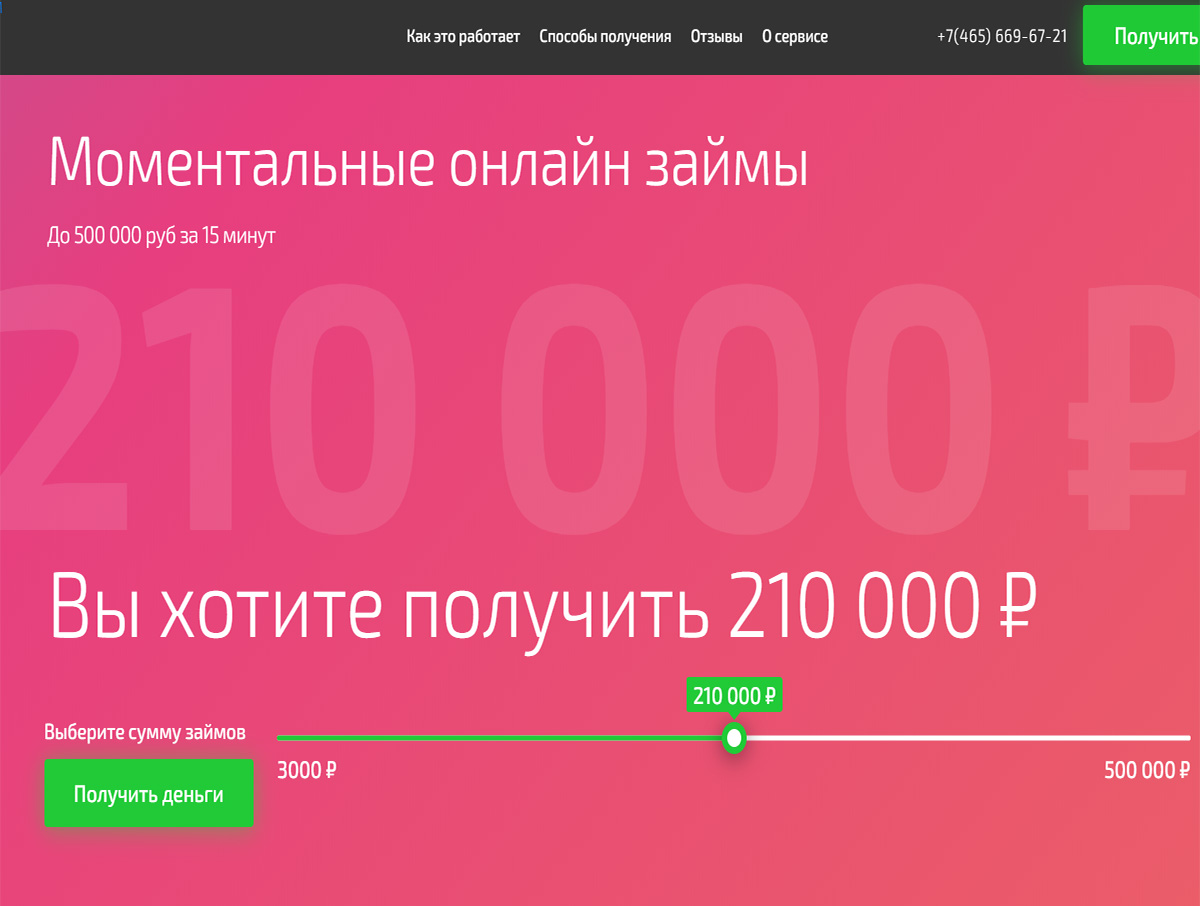 Как это работает Способы получения Отзывы О сервисе +7(465) 669-67-21 Получить
Моментальные онлайн займы
До 500 000 руб за 15 минут
210 000 ₽
Вы хотите получить 210 000 ₽
210 000 ₽
Выберите сумму займов
3000 ₽ 500 000 ₽
Получить деньги